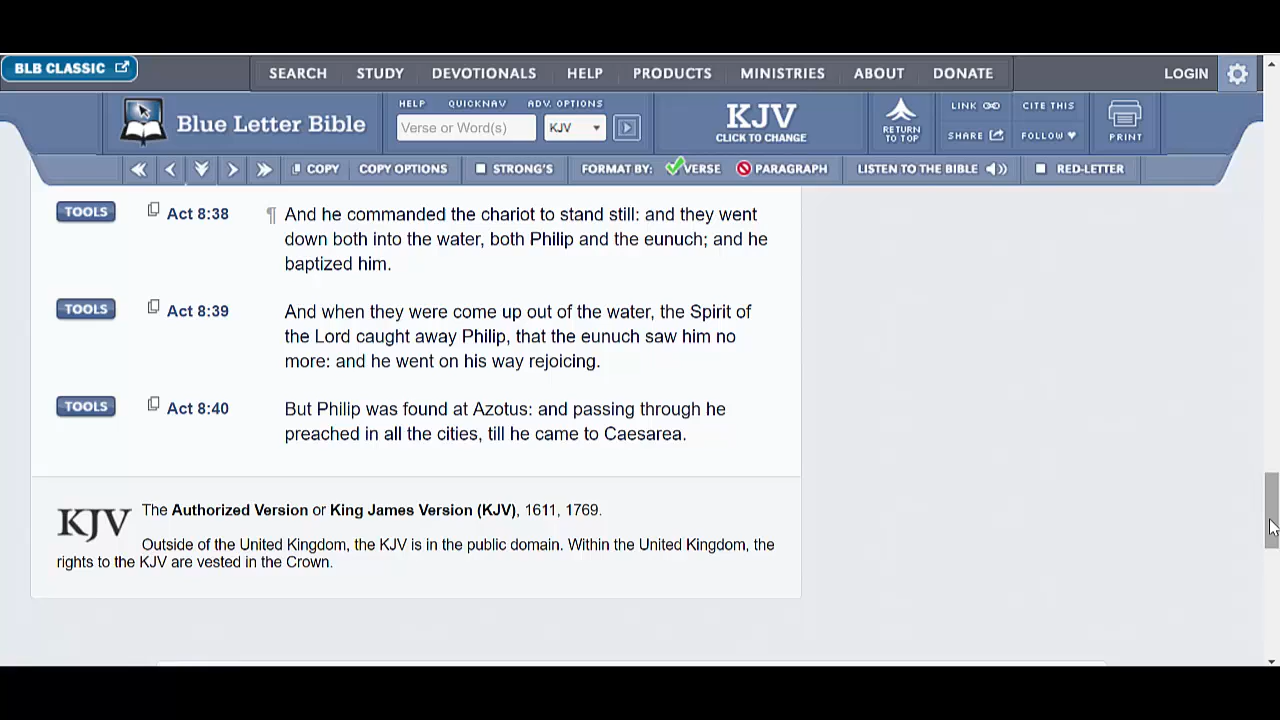 BLB CLASSIC
SEARCH STUDY DEVOTIONALS HELP PRODUCTS MINISTRIES ABOUT DONATE LOGIN
Blue Letter Bible
HELP QUICKNAV ADV. OPTIONS
Verse or Word(s) KJV
KJV
CLICK TO CHANGE
RETURN
TO TOP
LINK CITE THIS
SHARE FOLLOW
PRINT
COPY COPY OPTIONS STRONG'S FORMAT BY: VERSE PARAGRAPH LISTEN TO THE BIBLE RED-LETTER
TOOLS Act 8:38 ¶ And he commanded the chariot to stand still: and they went
down both into the water, both Philip and the eunuch; and he
baptized him.
TOOLS Act 8:39 And when they were come up out of the water, the Spirit of
the Lord caught away Philip, that the eunuch saw him no
more: and he went on his way rejoicing.
TOOLS Act 8:40 But Philip was found at Azotus: and passing through he
preached in all the cities, till he came to Caesarea.
KJV The Authorized Version or King James Version (KJV), 1611, 1769.
Outside of the United Kingdom, the KJV is in the public domain. Within the United Kingdom, the
rights to the KJV are vested in the Crown.